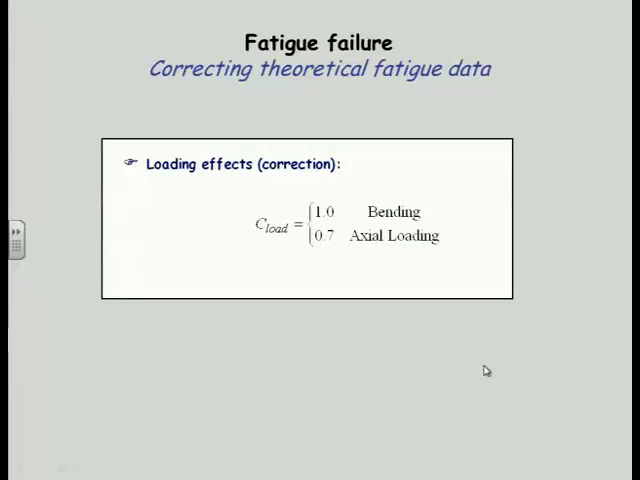 Fatigue failure
Correcting theoretical fatigue data
☞ Loading effects (correction):
C_load = { 1.0 Bending
0.7 Axial Loading